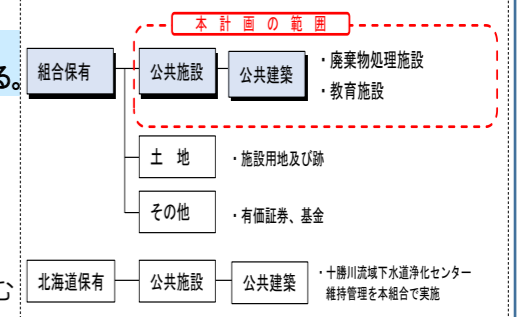 本計画の範囲
る。
組合保有 公共施設 公共建築 ・廃棄物処理施設
・教育施設
土 地 ・施設用地及び跡
その他 ・有価証券、基金
む
北海道保有 公共施設 公共建築 ・十勝川流域下水道浄化センター
維持管理を本組合で実施